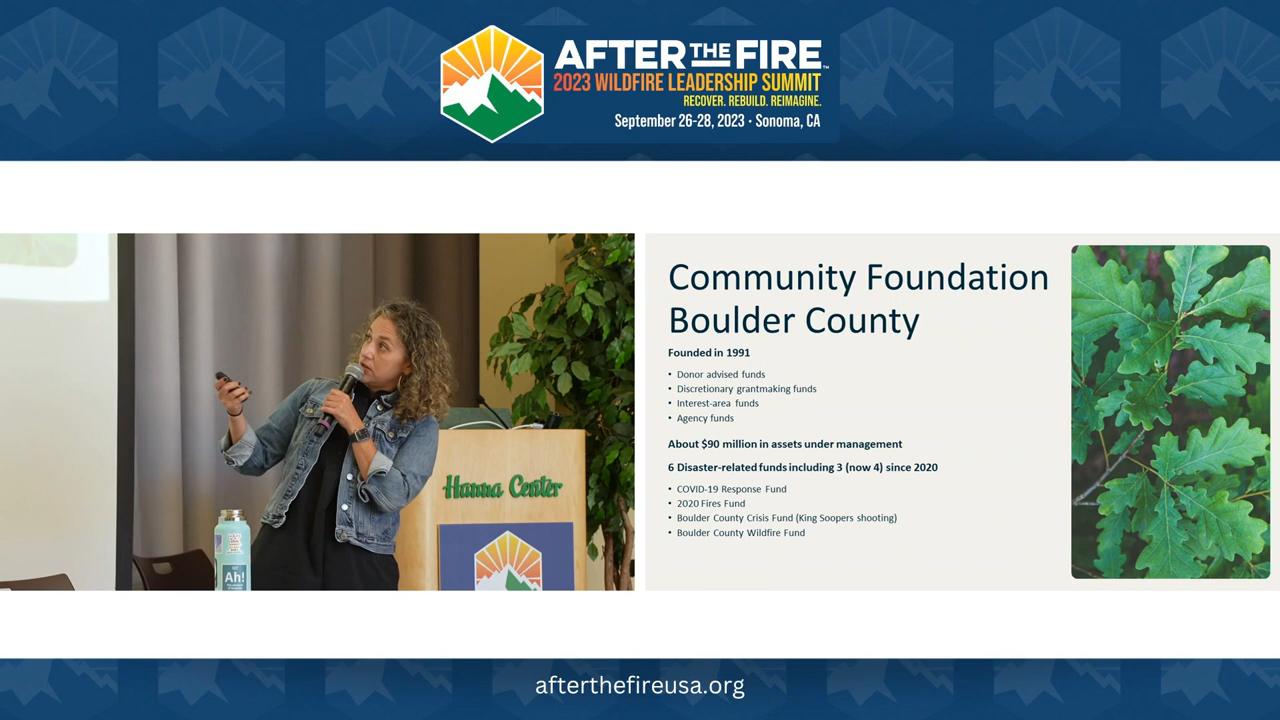 AFTER THE FIRE™
2023 WILDFIRE LEADERSHIP SUMMIT
RECOVER. REBUILD. REIMAGINE.
September 26-28, 2023 • Sonoma, CA
Hanna Center
Ah!
Community Foundation
Boulder County
Founded in 1991
• Donor advised funds
• Discretionary grantmaking funds
• Interest-area funds
• Agency funds
About $90 million in assets under management
6 Disaster-related funds including 3 (now 4) since 2020
• COVID-19 Response Fund
• 2020 Fires Fund
• Boulder County Crisis Fund (King Soopers shooting)
• Boulder County Wildfire Fund
afterthefireusa.org